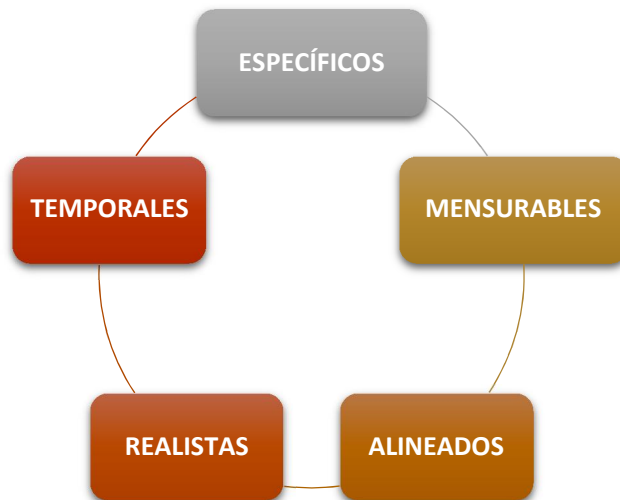 ESPECÍFICOS
MENSURABLES
ALINEADOS
REALISTAS
TEMPORALES